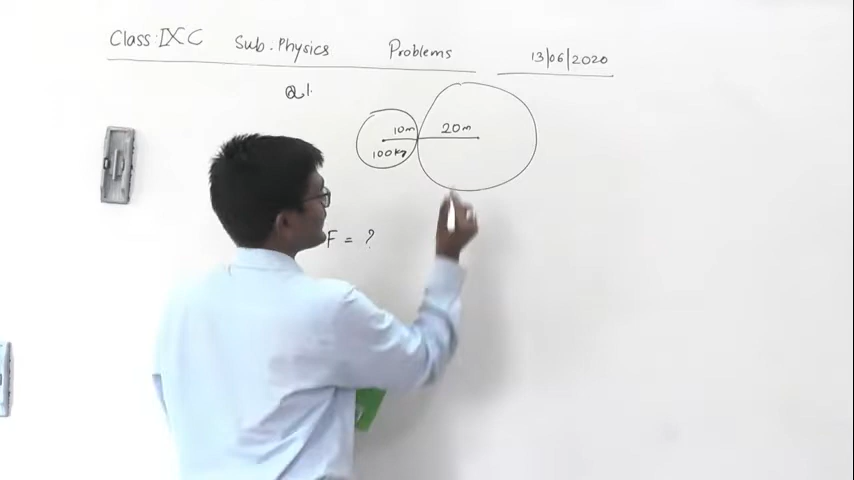 Class: IX C Sub. Physics Problems 13/06/2020
Q1.
10m 20m
100kg
F = ?